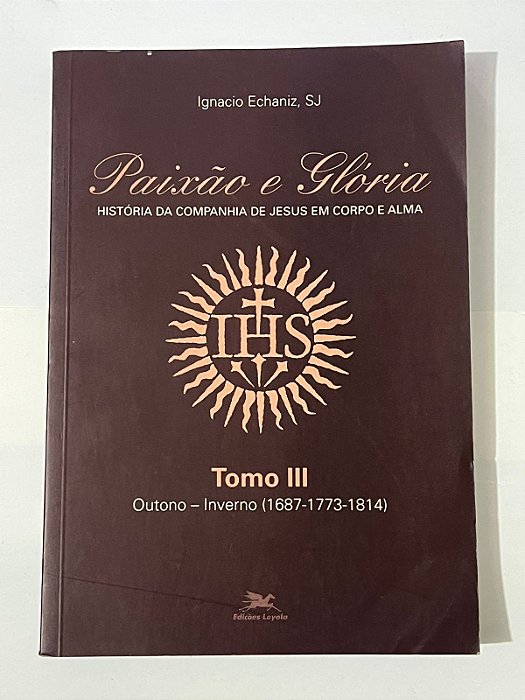 Ignacio Echaniz, SJ
Paixão e Glória
HISTÓRIA DA COMPANHIA DE JESUS EM CORPO E ALMA
IHS
Tomo III
Outono – Inverno (1687-1773-1814)
Edições Loyola